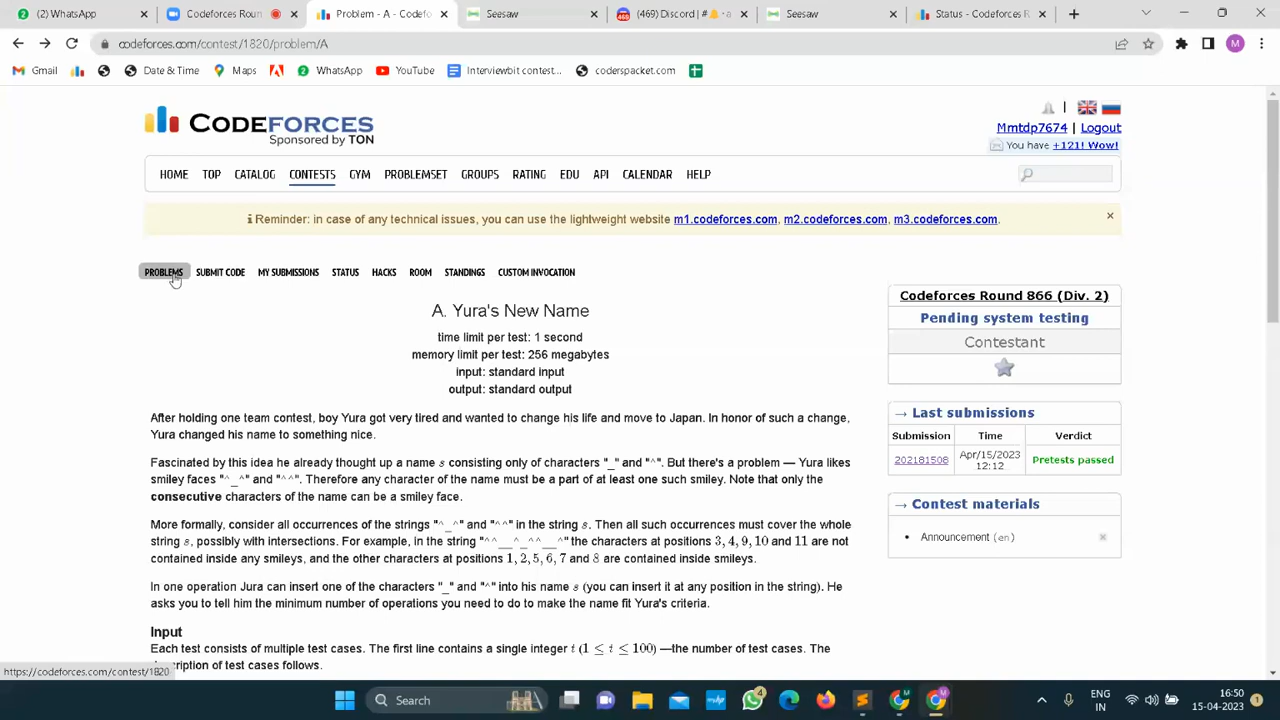 (2) WhatsApp
Codeforces Roun
Problem - A - Codefo
Seesaw
(469) Discord |
Seesaw
Status - Codeforces R
codeforces.com/contest/1820/problem/A
M
Gmail
Date & Time
Maps
WhatsApp
YouTube
Interviewbit contest...
coderspacket.com
CODEFORCES
Sponsored by TON
Mmtdp7674 | Logout
You have +121! Wow!
HOME TOP CATALOG CONTESTS GYM PROBLEMSET GROUPS RATING EDU API CALENDAR HELP
Reminder: in case of any technical issues, you can use the lightweight website m1.codeforces.com, m2.codeforces.com, m3.codeforces.com.
PROBLEMS SUBMIT CODE MY SUBMISSIONS STATUS HACKS ROOM STANDINGS CUSTOM INVOCATION
A. Yura's New Name
time limit per test: 1 second
memory limit per test: 256 megabytes
input: standard input
output: standard output
After holding one team contest, boy Yura got very tired and wanted to change his life and move to Japan. In honor of such a change,
Yura changed his name to something nice.
Fascinated by this idea he already thought up a name s consisting only of characters "_" and "^". But there's a problem — Yura likes
smiley faces "^_^" and "^^". Therefore any character of the name must be a part of at least one such smiley. Note that only the
consecutive characters of the name can be a smiley face.
More formally, consider all occurrences of the strings "^_^" and "^^" in the string s. Then all such occurrences must cover the whole
string s, possibly with intersections. For example, in the string "^^__^_^^__^" the characters at positions 3, 4, 9, 10 and 11 are not
contained inside any smileys, and the other characters at positions 1, 2, 5, 6, 7 and 8 are contained inside smileys.
In one operation Jura can insert one of the characters "_" and "^" into his name s (you can insert it at any position in the string). He
asks you to tell him the minimum number of operations you need to do to make the name fit Yura's criteria.
Input
Each test consists of multiple test cases. The first line contains a single integer t (1 ≤ t ≤ 100) —the number of test cases. The
description of test cases follows.
Codeforces Round 866 (Div. 2)
Pending system testing
Contestant
→ Last submissions
Submission Time Verdict
202181508 Apr/15/2023 12:12 Pretests passed
→ Contest materials
Announcement (en)
https://codeforces.com/contest/1820
Search
4
ENG
IN
16:50
15-04-2023
1